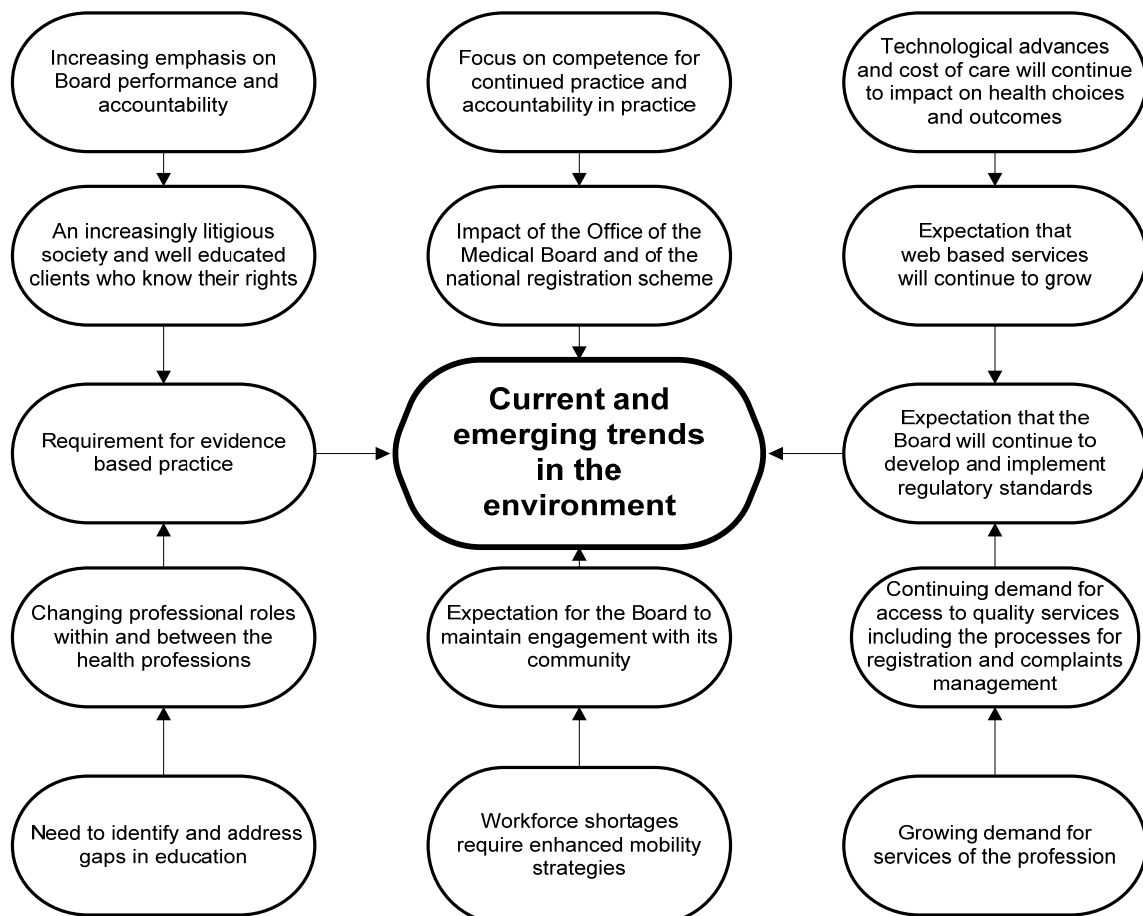 Increasing emphasis on
Board performance and
accountability
Focus on competence for
continued practice and
accountability in practice
Technological advances
and cost of care will continue
to impact on health choices
and outcomes
An increasingly litigious
society and well educated
clients who know their rights
Impact of the Office of the
Medical Board and of the
national registration scheme
Expectation that
web based services
will continue to grow
Requirement for evidence
based practice
Current and
emerging trends
in the
environment
Expectation that the
Board will continue to
develop and implement
regulatory standards
Changing professional roles
within and between the
health professions
Expectation for the Board to
maintain engagement with its
community
Continuing demand for
access to quality services
including the processes for
registration and complaints
management
Need to identify and address
gaps in education
Workforce shortages
require enhanced mobility
strategies
Growing demand for
services of the profession